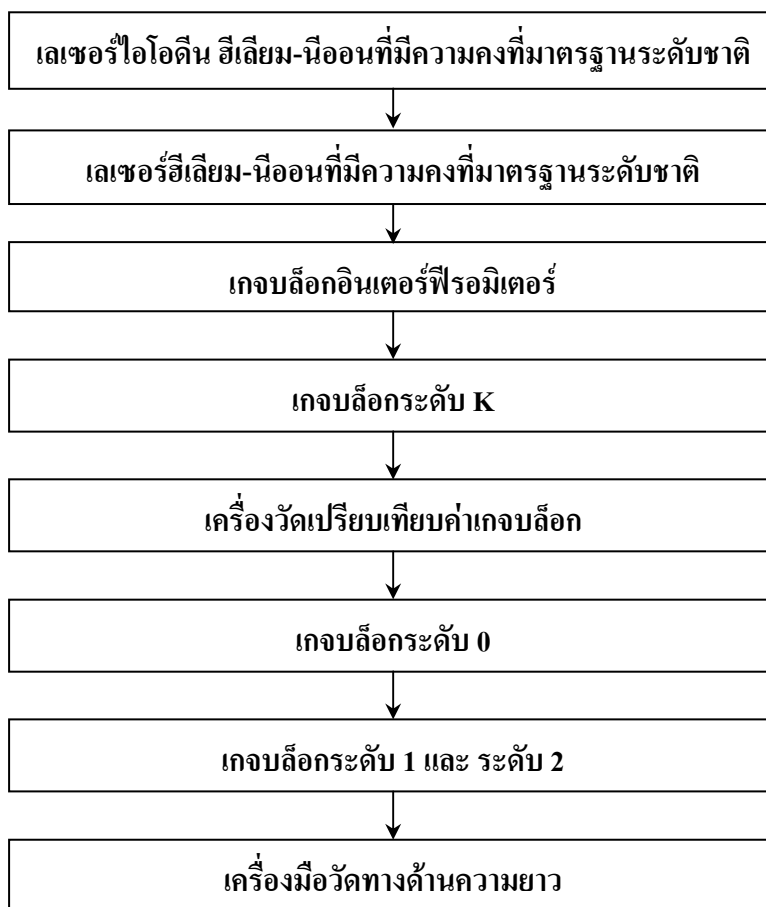 เลเซอร์ไอโอดีน ฮีเลียม-นีออนที่มีความคงที่มาตรฐานระดับชาติ
เลเซอร์ฮีเลียม-นีออนที่มีความคงที่มาตรฐานระดับชาติ
เกจบล็อกอินเตอร์ฟีรอมิเตอร์
เกจบล็อกระดับ K
เครื่องวัดเปรียบเทียบค่าเกจบล็อก
เกจบล็อกระดับ 0
เกจบล็อกระดับ 1 และ ระดับ 2
เครื่องมือวัดทางด้านความยาว